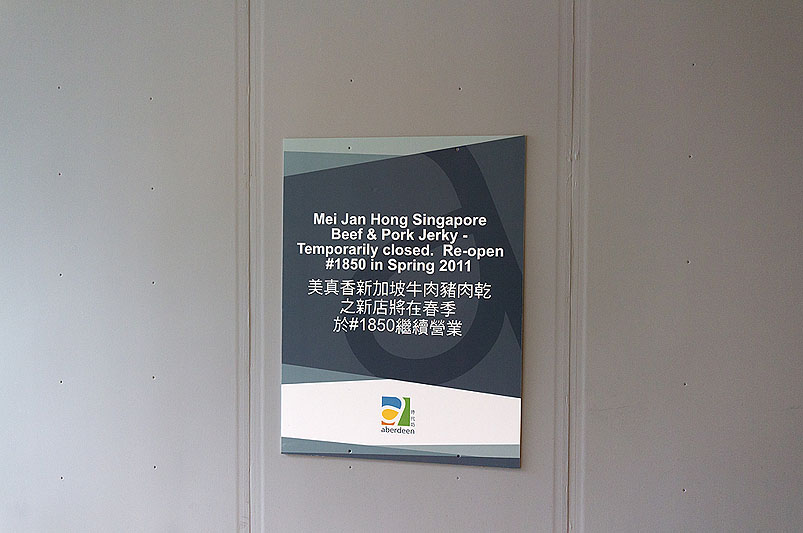 Mei Jan Hong Singapore
Beef & Pork Jerky -
Temporarily closed.  Re-open
#1850 in Spring 2011
美真香新加坡牛肉豬肉乾
之新店將在春季
於#1850繼續營業
aberdeen